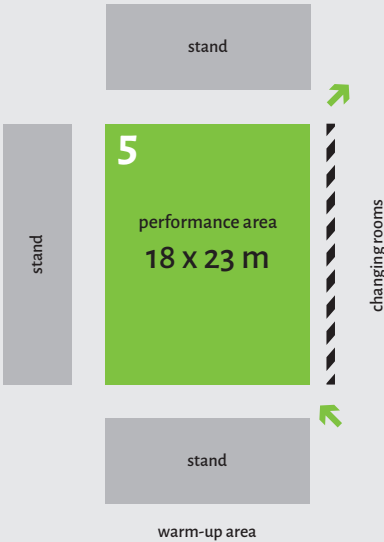 stand
5
performance area
18 x 23 m
stand
changing rooms
stand
warm-up area